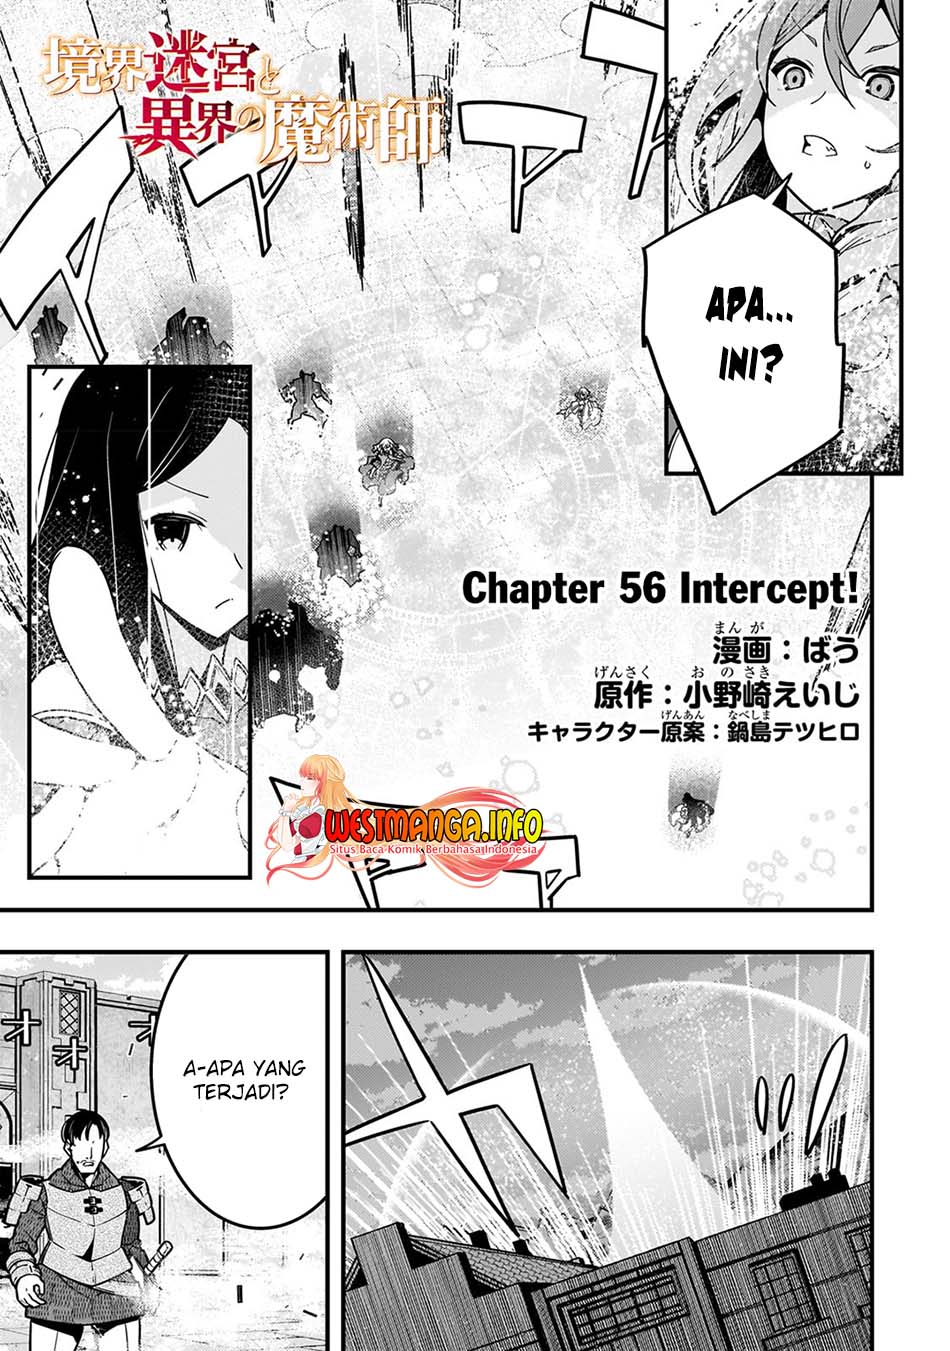 境界迷宮と
異界の魔術師
APA...
INI?
Chapter 56 Intercept!
まんが
漫画：ばう
げんさく おのさき
原作：小野崎えいじ
げんあん なべしま
キャラクター原案：鍋島テツヒロ
WESTMANGA.INFO
Situs Baca Komik Berbahasa Indonesia
A-APA YANG
TERJADI?
オオオ